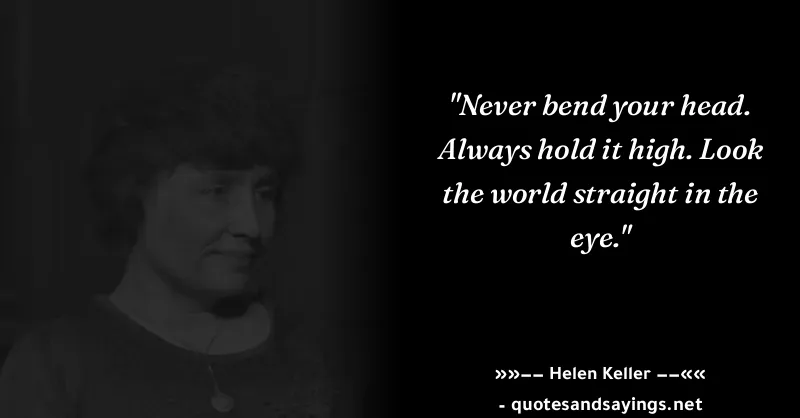 "Never bend your head.
Always hold it high. Look
the world straight in the
eye."
»»–– Helen Keller ––««
- quotesandsayings.net